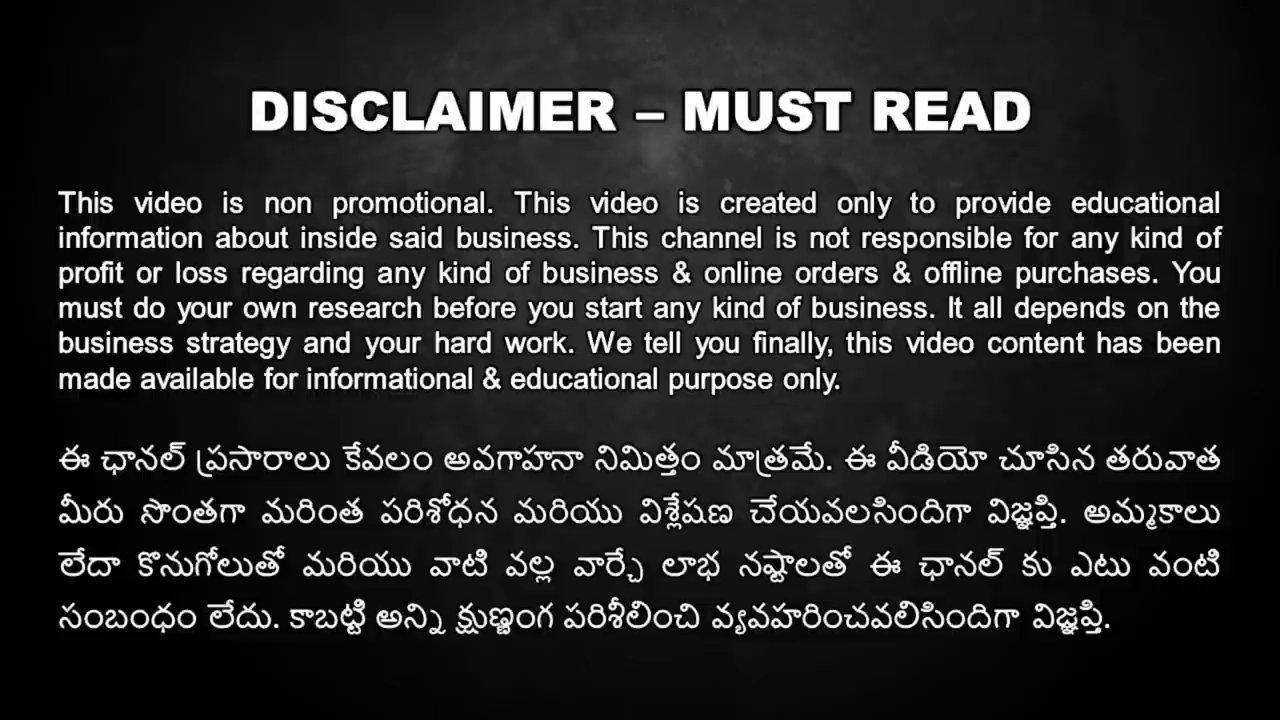 DISCLAIMER – MUST READ
This video is non promotional. This video is created only to provide educational
information about inside said business. This channel is not responsible for any kind of
profit or loss regarding any kind of business & online orders & offline purchases. You
must do your own research before you start any kind of business. It all depends on the
business strategy and your hard work. We tell you finally, this video content has been
made available for informational & educational purpose only.
ఈ ఛానల్ ప్రసారాలు కేవలం అవగాహనా నిమిత్తం మాత్రమే. ఈ వీడియో చూసిన తరువాత
మీరు సొంతగా మరింత పరిశోధన మరియు విశ్లేషణ చేయవలసిందిగా విజ్ఞప్తి. అమ్మకాలు
లేదా కొనుగోలుతో మరియు వాటి వల్ల వార్చే లాభ నష్టాలతో ఈ ఛానల్ కు ఎటు వంటి
సంబంధం లేదు. కాబట్టి అన్ని క్షుణ్ణంగ పరిశీలించి వ్యవహరించవలిసిందిగా విజ్ఞప్తి.